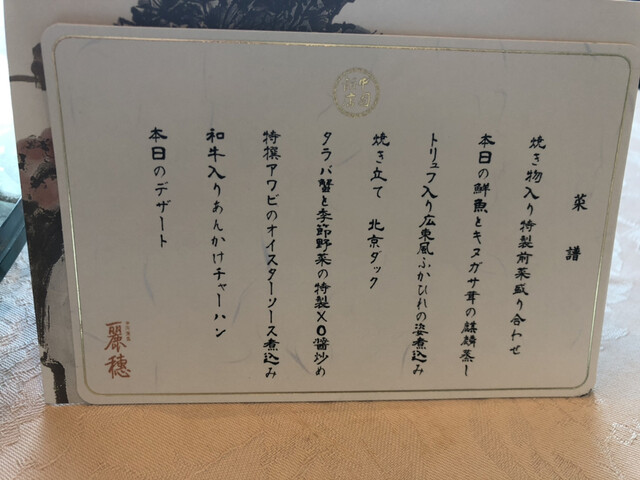 菜譜
焼き物入り特製前菜盛り合わせ
本日の鮮魚とキヌガサ茸の麒麟蒸し
トリュフ入り広東風ふかひれの姿煮込み
焼き立て 北京ダック
タラバ蟹と季節野菜の特製XO醤炒め
特撰アワビのオイスターソース煮込み
和牛入りあんかけチャーハン
本日のデザート
麗穂